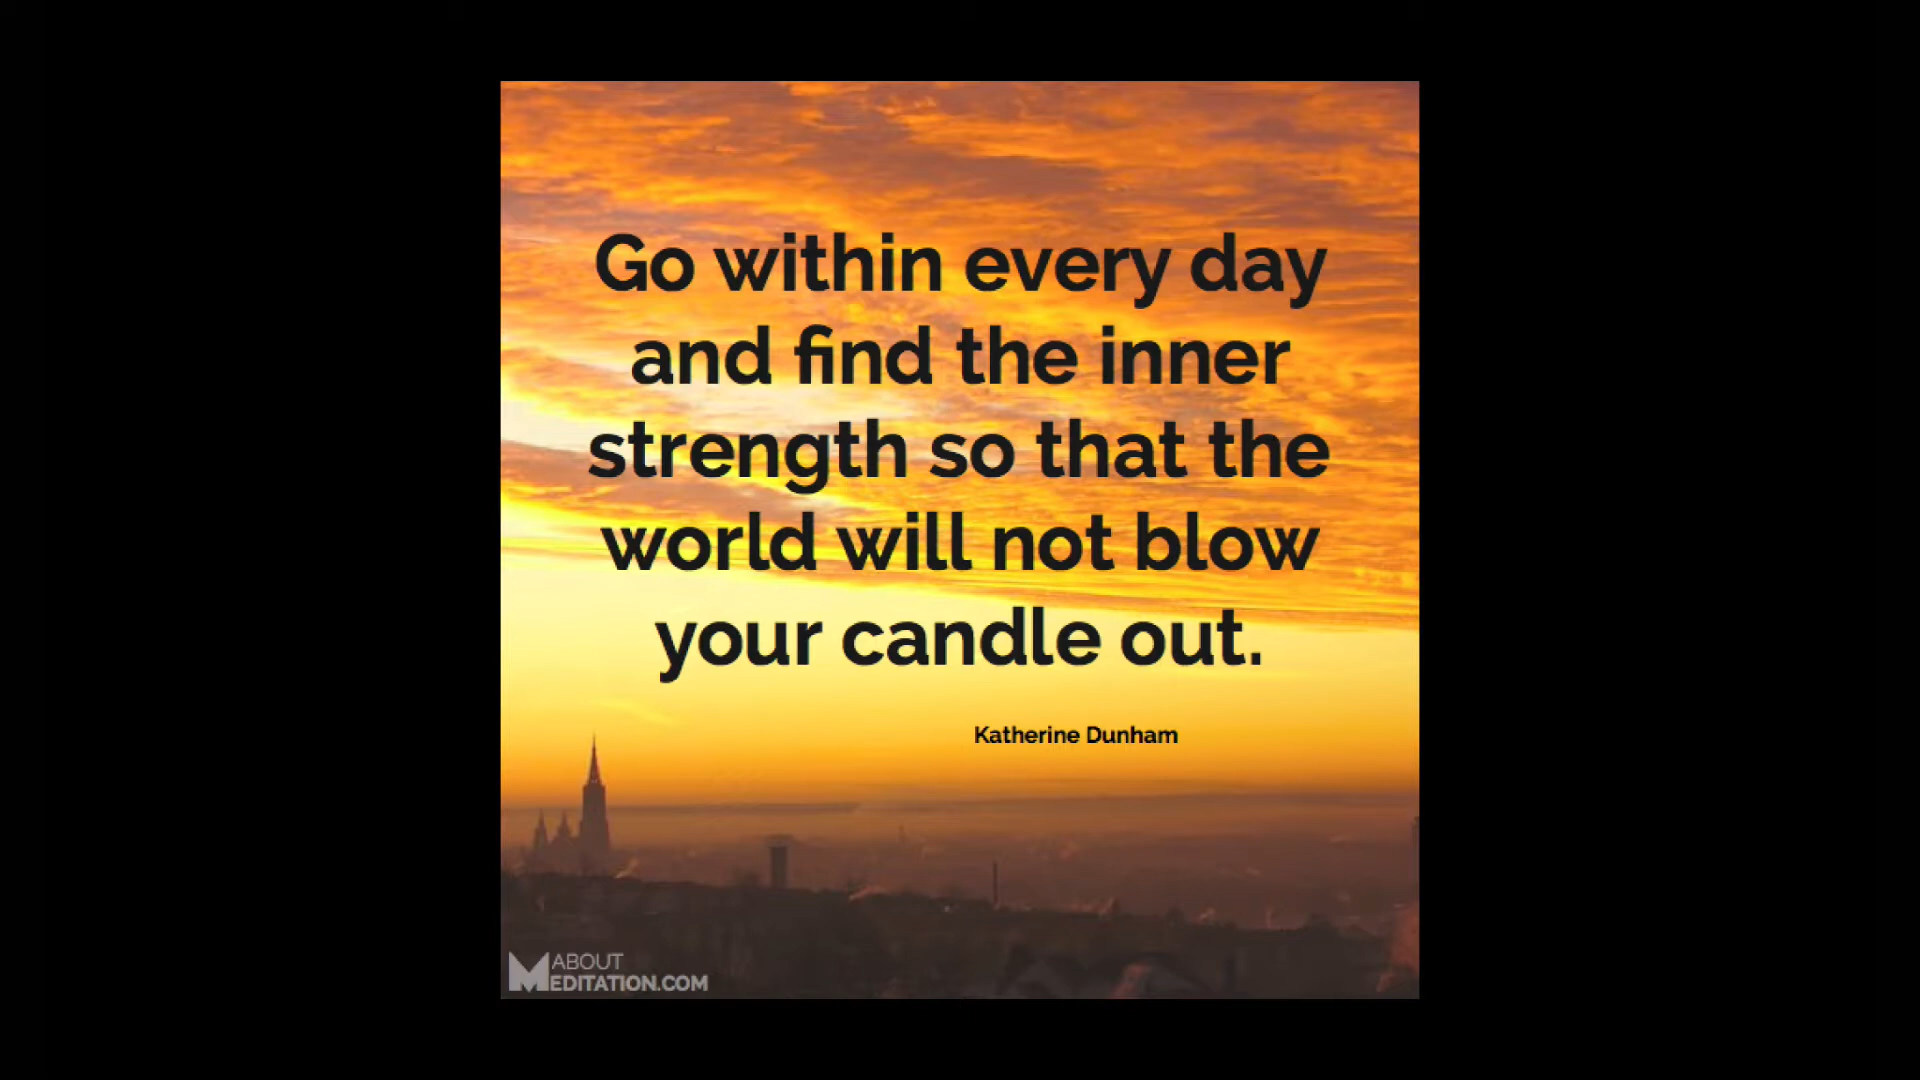 Go within every day
and find the inner
strength so that the
world will not blow
your candle out.
Katherine Dunham
ABOUT
MEDITATION.COM